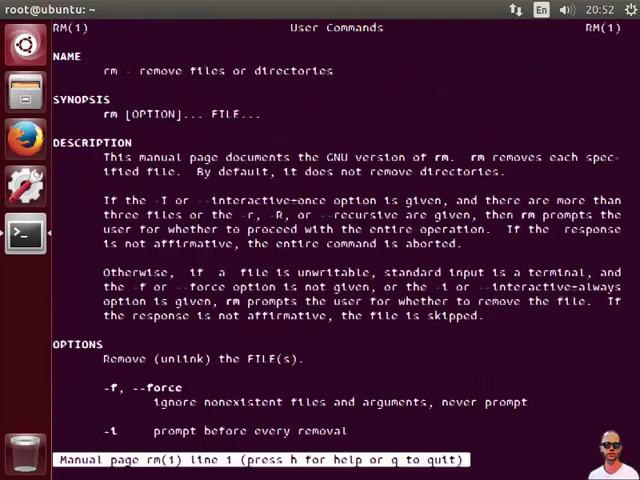 root@ubuntu: ~
En
20:52
RM(1) User Commands RM(1)
NAME
rm - remove files or directories
SYNOPSIS
rm [OPTION]... FILE...
DESCRIPTION
This manual page documents the GNU version of rm. rm removes each spec-
ified file. By default, it does not remove directories.
If the -I or --interactive=once option is given, and there are more
than three files or the -r, -R, or --recursive are given, then rm prompts the
user for whether to proceed with the entire operation. If the response
is not affirmative, the entire command is aborted.
Otherwise, if a file is unwritable, standard input is a terminal, and
the -f or --force option is not given, or the -i or --interactive=always
option is given, rm prompts the user for whether to remove the file. If
the response is not affirmative, the file is skipped.
OPTIONS
Remove (unlink) the FILE(s).
-f, --force
ignore nonexistent files and arguments, never prompt
-i prompt before every removal
Manual page rm(1) line 1 (press h for help or q to quit)